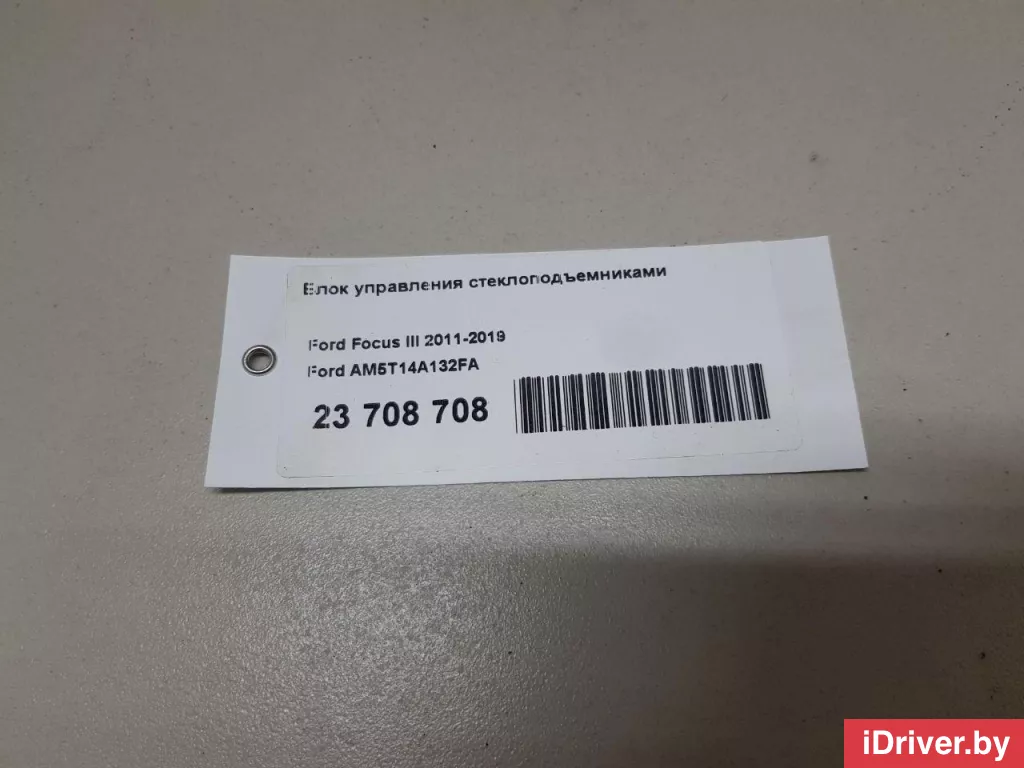 Блок управления стеклоподъемниками
Ford Focus III 2011-2019
Ford AM5T14A132FA
23 708 708
iDriver.by